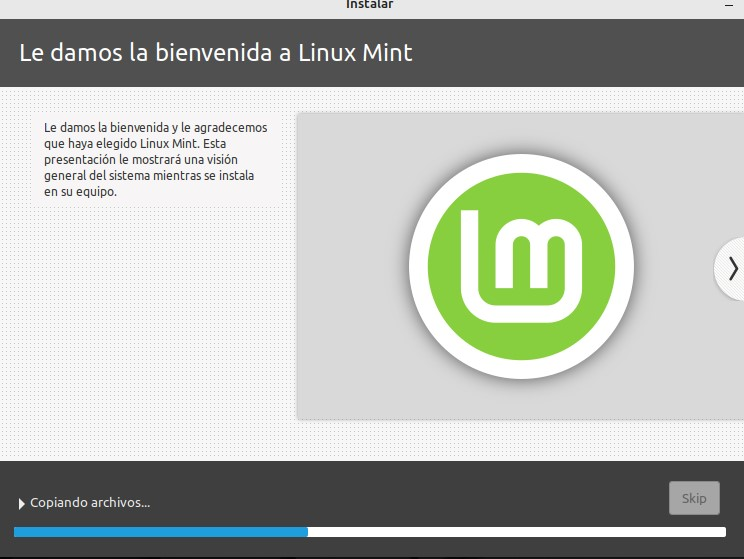 Instalar
Le damos la bienvenida a Linux Mint
Le damos la bienvenida y le agradecemos
que haya elegido Linux Mint. Esta
presentación le mostrará una visión
general del sistema mientras se instala
en su equipo.
Copiando archivos...
Skip